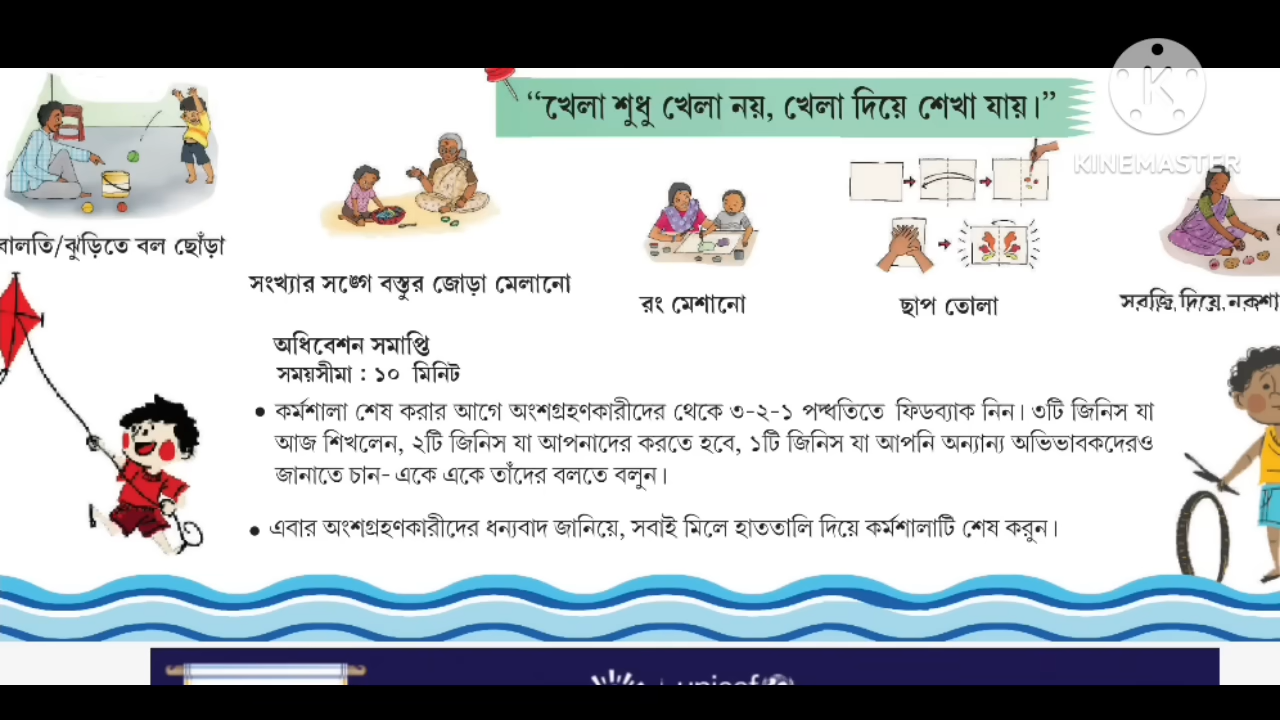 “খেলা শুধু খেলা নয়, খেলা দিয়ে শেখা যায়।”
KINEMASTER
বালতি/ঝুড়িতে বল ছোঁড়া
সংখ্যার সঙ্গে বস্তুর জোড়া মেলানো
রং মেশানো
ছাপ তোলা
সবজি দিয়ে নকশা
অধিবেশন সমাপ্তি
সময়সীমা : ১০ মিনিট
• কর্মশালা শেষ করার আগে অংশগ্রহণকারীদের থেকে ৩-২-১ পদ্ধতিতে ফিডব্যাক নিন। ৩টি জিনিস যা
আজ শিখলেন, ২টি জিনিস যা আপনাদের করতে হবে, ১টি জিনিস যা আপনি অন্যান্য অভিভাবকদেরও
জানাতে চান- একে একে তাঁদের বলতে বলুন।
• এবার অংশগ্রহণকারীদের ধন্যবাদ জানিয়ে, সবাই মিলে হাততালি দিয়ে কর্মশালাটি শেষ করুন।
unicef